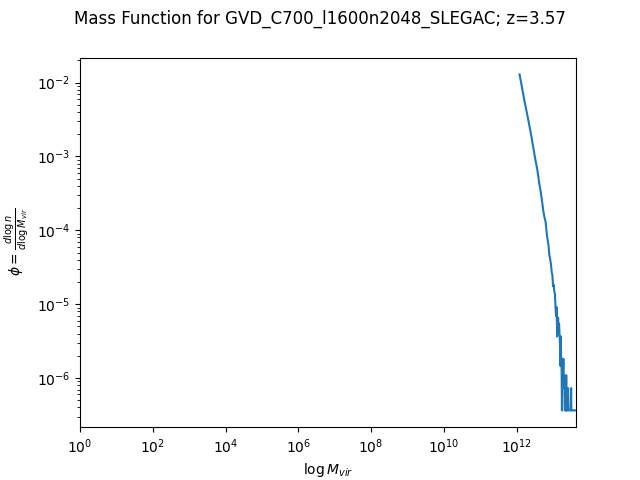 Mass Function for GVD_C700_l1600n2048_SLEGAC; z=3.57
10⁻²
10⁻³
10⁻⁴
10⁻⁵
10⁻⁶
ϕ = d log n / d log M_vir
10⁰ 10² 10⁴ 10⁶ 10⁸ 10¹⁰ 10¹²
log M_vir